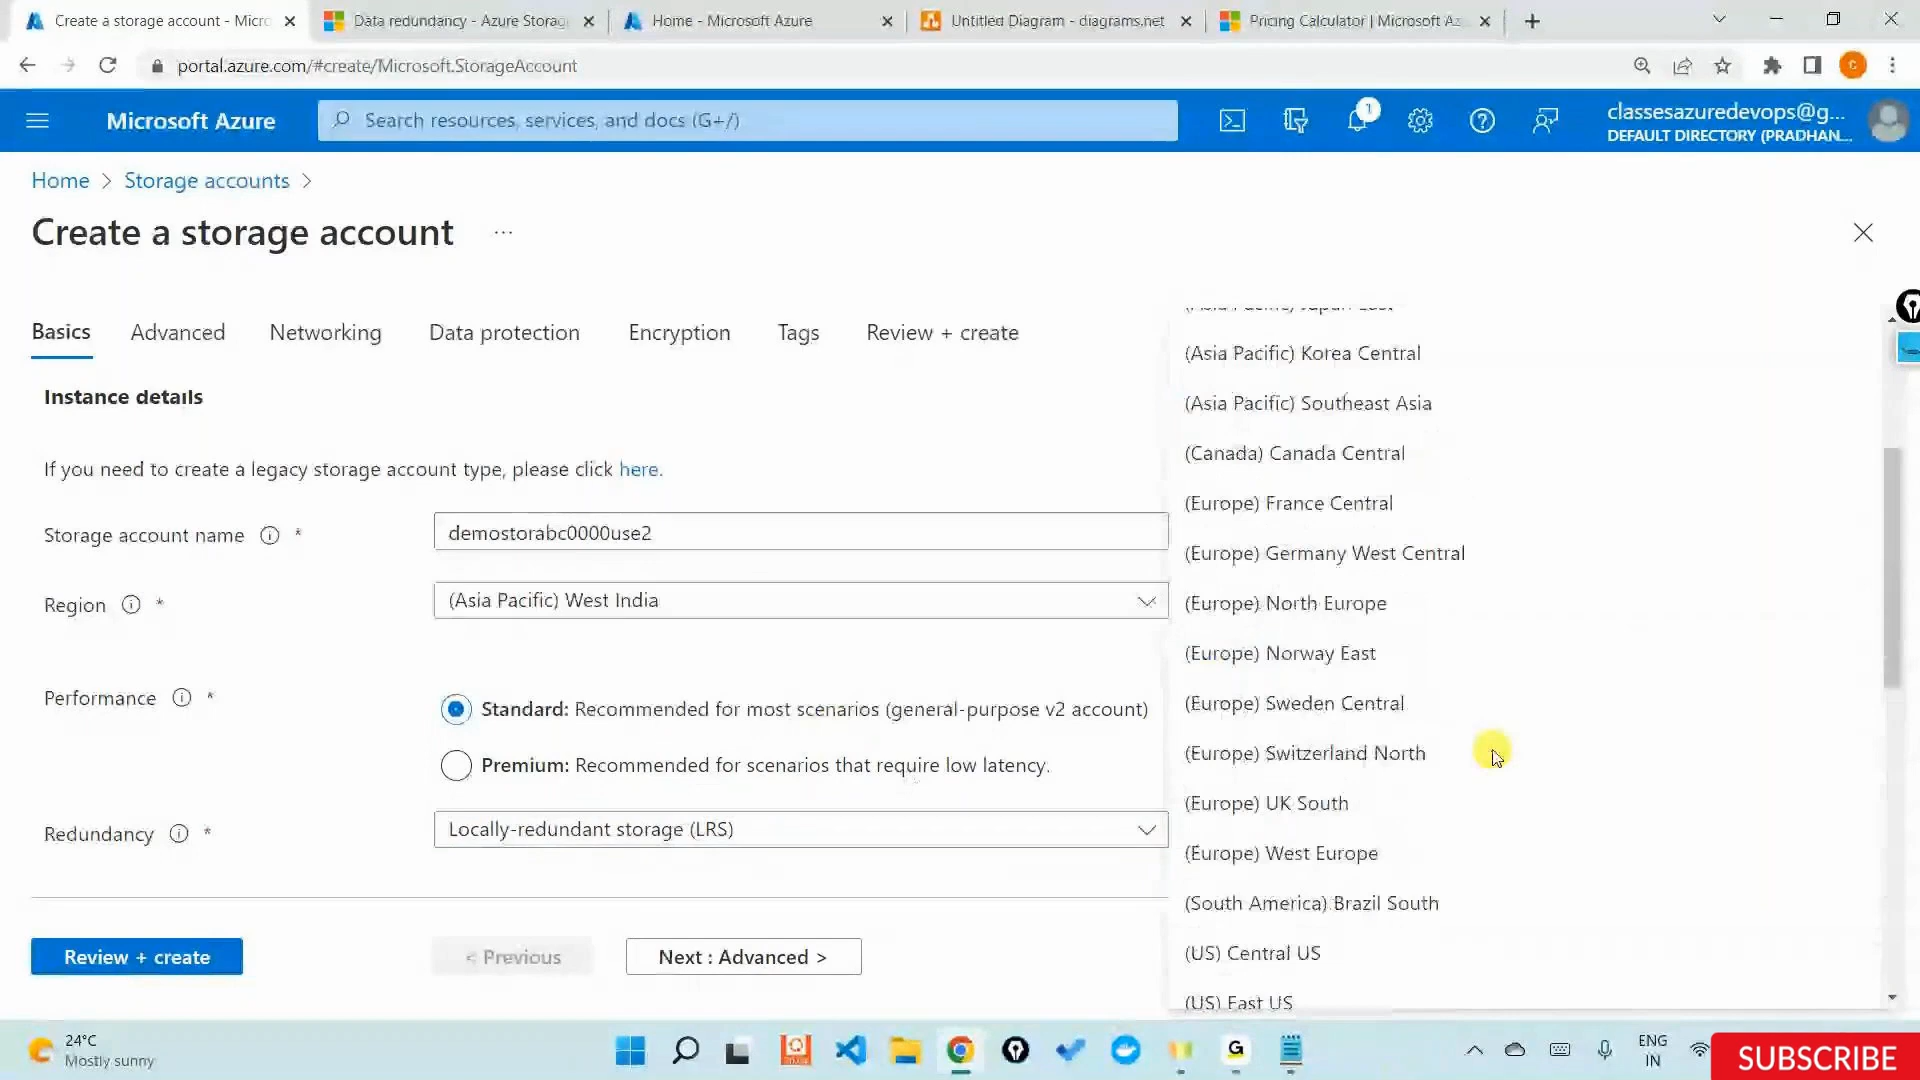 Create a storage account - Micro
Data redundancy - Azure Storag
Home - Microsoft Azure
Untitled Diagram - diagrams.net
Pricing Calculator | Microsoft Az
portal.azure.com/#create/Microsoft.StorageAccount
Microsoft Azure
Search resources, services, and docs (G+/)
1
classesazuredevops@g...
DEFAULT DIRECTORY (PRADHAN...
Home > Storage accounts >
Create a storage account ...
Basics Advanced Networking Data protection Encryption Tags Review + create
Instance details
If you need to create a legacy storage account type, please click here.
Storage account name * demostorabc0000use2
Region * (Asia Pacific) West India
Performance *
Standard: Recommended for most scenarios (general-purpose v2 account)
Premium: Recommended for scenarios that require low latency.
Redundancy * Locally-redundant storage (LRS)
Review + create < Previous Next : Advanced >
(Asia Pacific) Japan East
(Asia Pacific) Korea Central
(Asia Pacific) Southeast Asia
(Canada) Canada Central
(Europe) France Central
(Europe) Germany West Central
(Europe) North Europe
(Europe) Norway East
(Europe) Sweden Central
(Europe) Switzerland North
(Europe) UK South
(Europe) West Europe
(South America) Brazil South
(US) Central US
(US) East US
24°C
Mostly sunny
ENG
IN
SUBSCRIBE